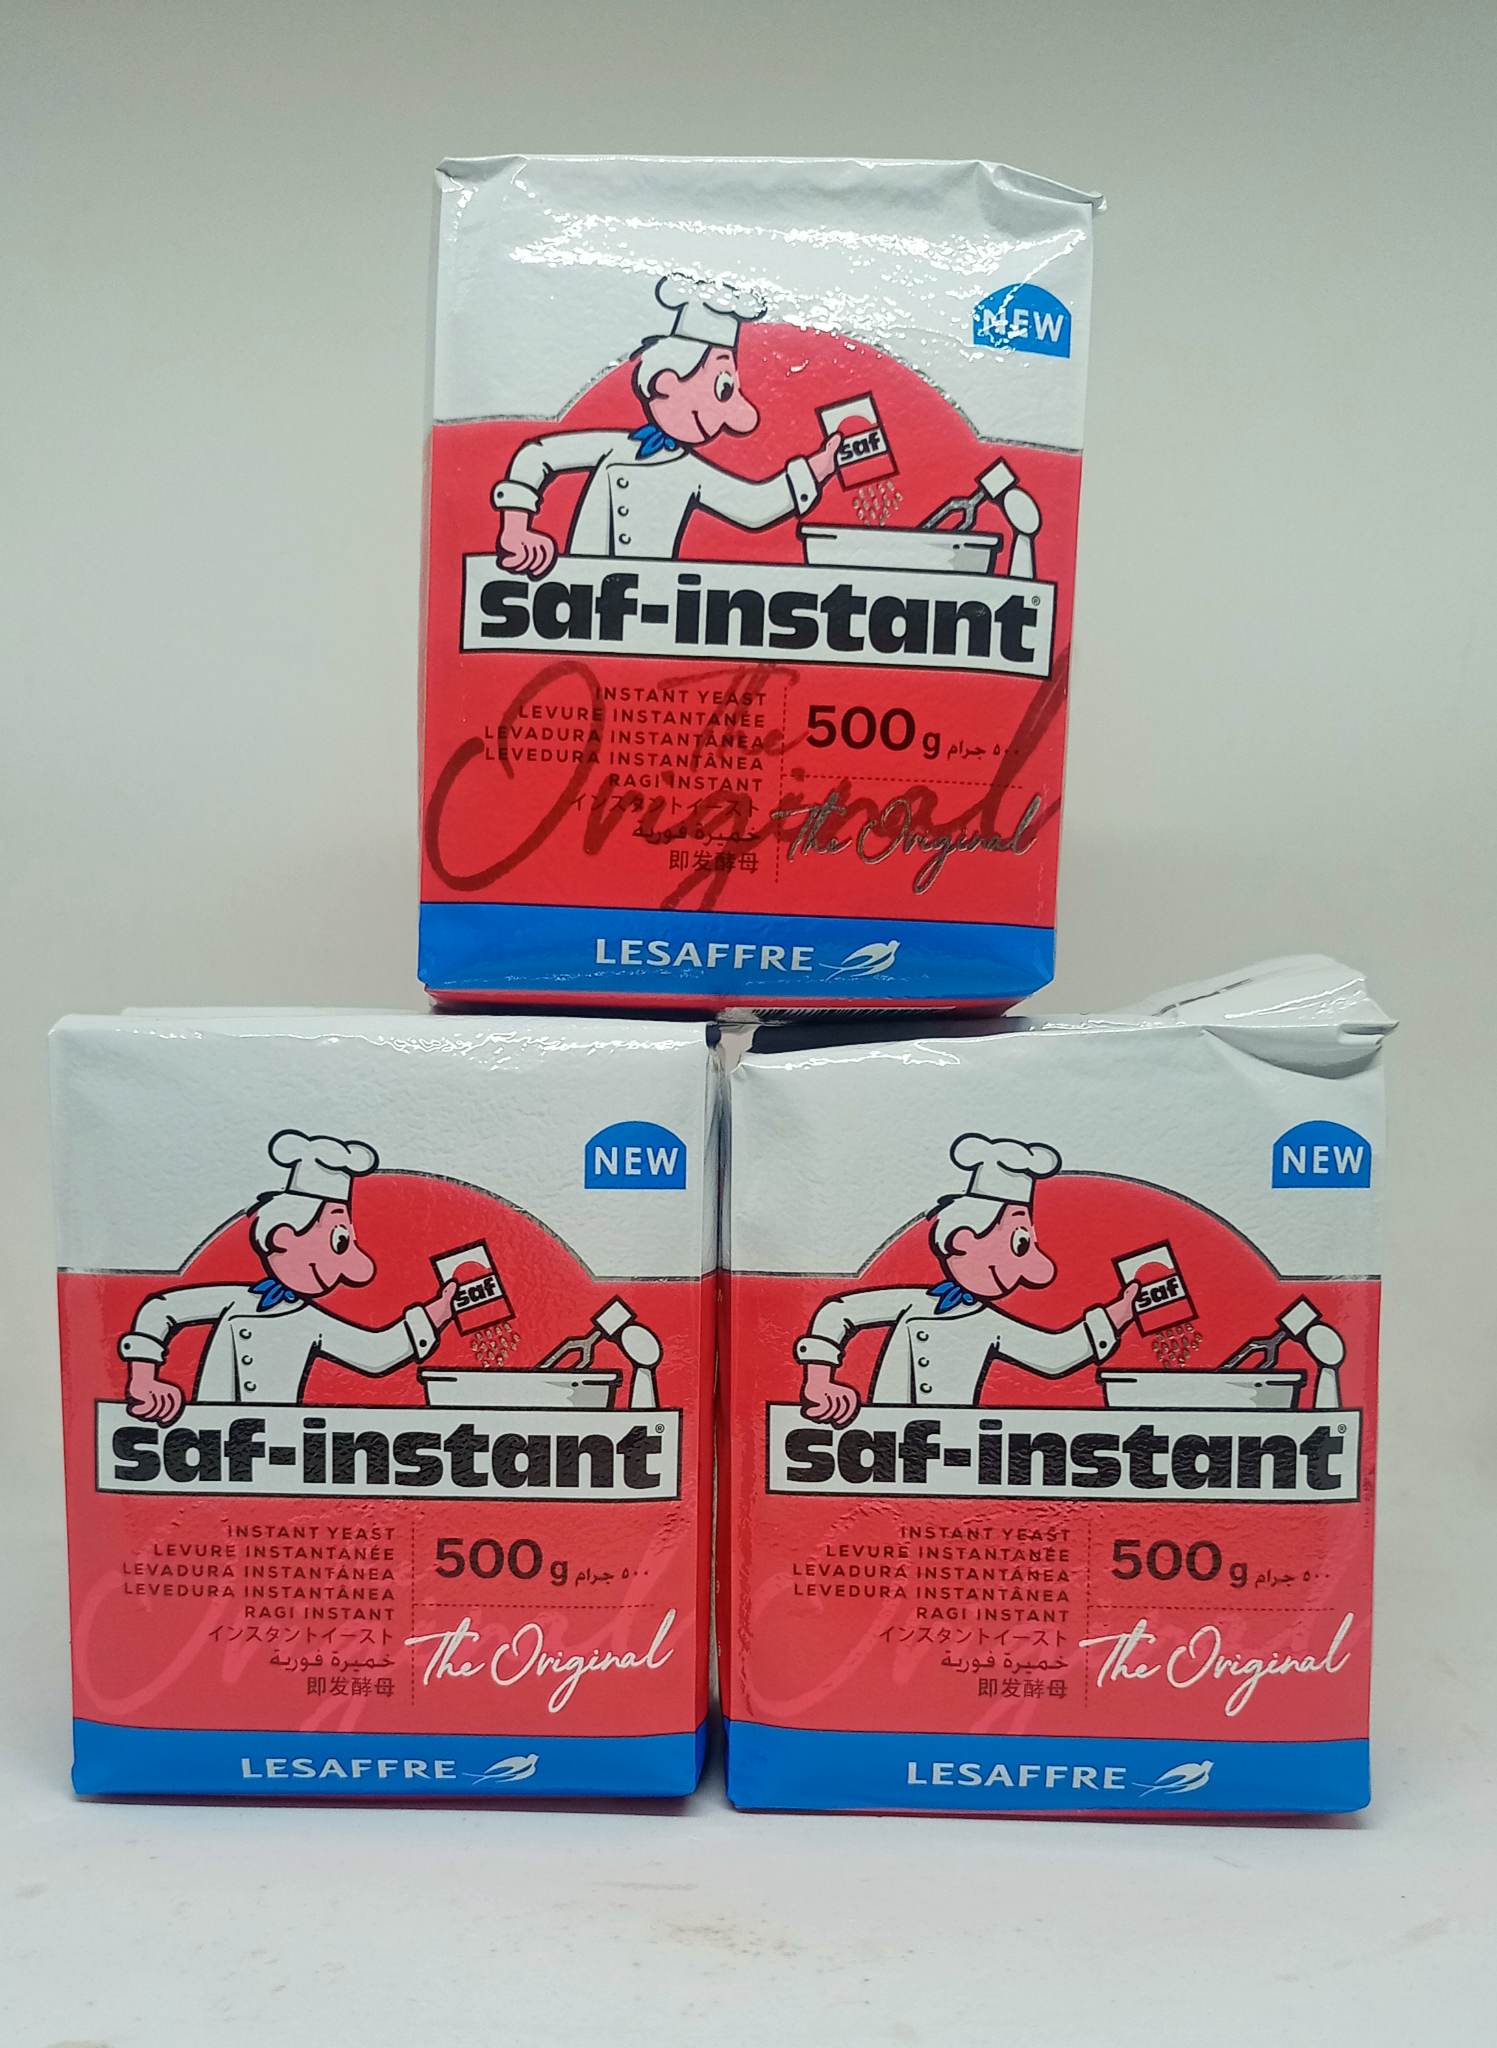 NEW
saf
saf-instant®
INSTANT YEAST
LEVURE INSTANTANÉE
LEVADURA INSTANTÁNEA
LEVEDURA INSTANTÂNEA
RAGI INSTANT
インスタントイースト
خميرة فورية
即发酵母
500g ٥٠٠ جرام
The Original
The Original
LESAFFRE
NEW
saf
saf-instant®
INSTANT YEAST
LEVURE INSTANTANÉE
LEVADURA INSTANTÁNEA
LEVEDURA INSTANTÂNEA
RAGI INSTANT
インスタントイースト
خميرة فورية
即发酵母
500g ٥٠٠ جرام
The Original
Original
LESAFFRE
NEW
saf
saf-instant®
INSTANT YEAST
LEVURE INSTANTANÉE
LEVADURA INSTANTÁNEA
LEVEDURA INSTANTÂNEA
RAGI INSTANT
インスタントイースト
خميرة فورية
即发酵母
500g ٥٠٠ جرام
The Original
Original
LESAFFRE